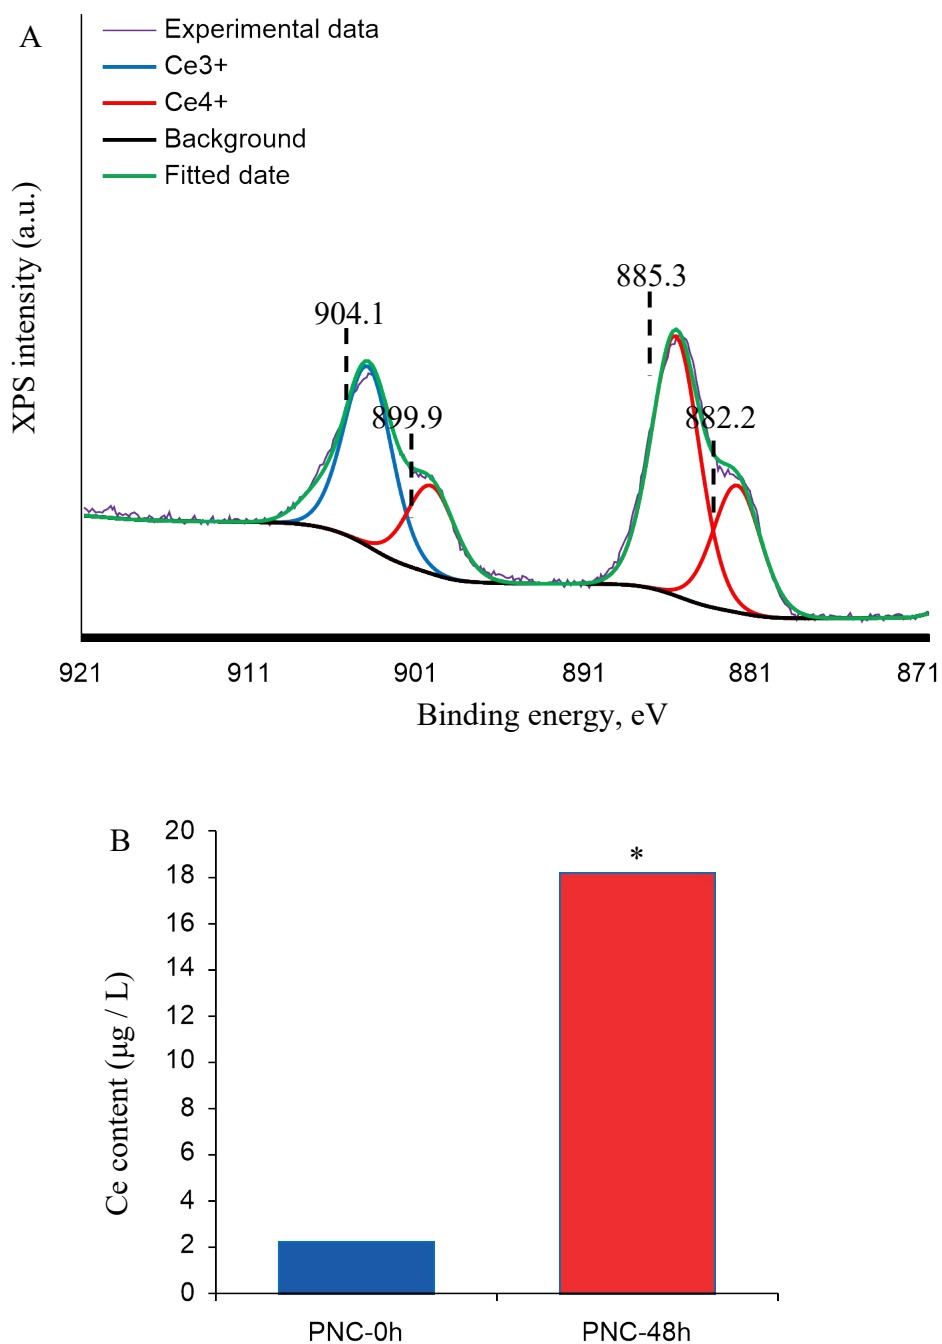 A
Experimental data
Ce3+
Ce4+
Background
Fitted date
XPS intensity (a.u.)
885.3
904.1
899.9
882.2
921 911 901 891 881 871
Binding energy, eV
B
*
20
18
16
14
12
10
8
6
4
2
0
Ce content (µg / L)
PNC-0h PNC-48h